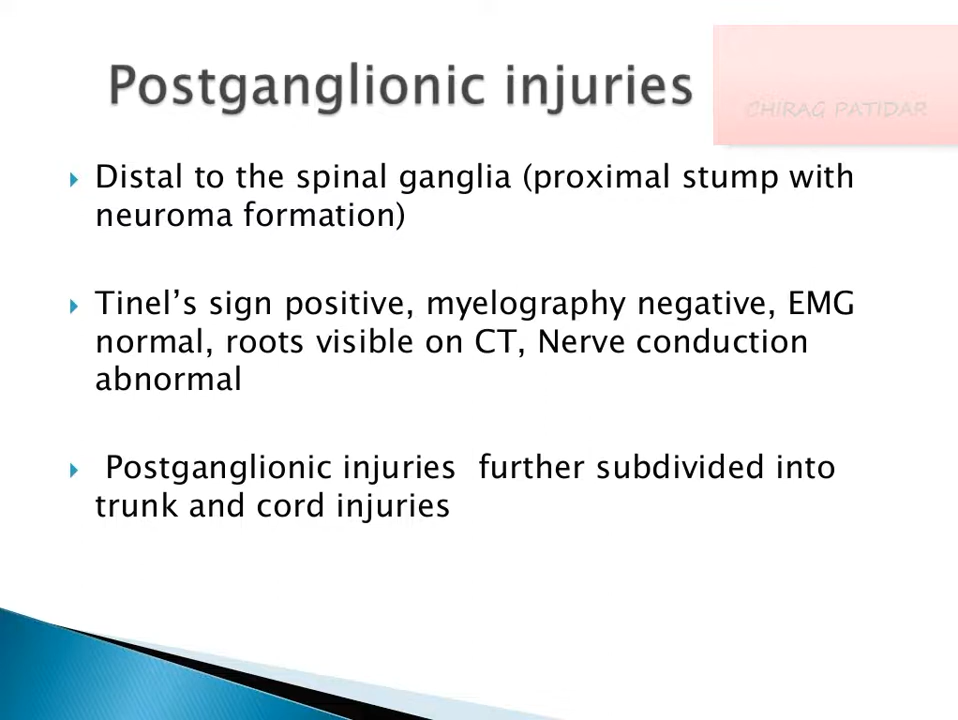 Postganglionic injuries
CHIRAG PATIDAR
Distal to the spinal ganglia (proximal stump with
neuroma formation)
Tinel’s sign positive, myelography negative, EMG
normal, roots visible on CT, Nerve conduction
abnormal
Postganglionic injuries  further subdivided into
trunk and cord injuries